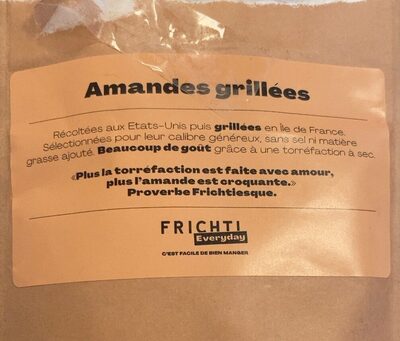 Amandes grillées
Récoltées aux Etats-Unis puis grillées en Île de France.
Sélectionnées pour leur calibre généreux, sans sel ni matière
grasse ajouté. Beaucoup de goût grâce à une torréfaction à sec.
«Plus la torréfaction est faite avec amour,
plus l'amande est croquante.»
Proverbe Frichtiesque.
FRICHTI
Everyday
C'EST FACILE DE BIEN MANGER